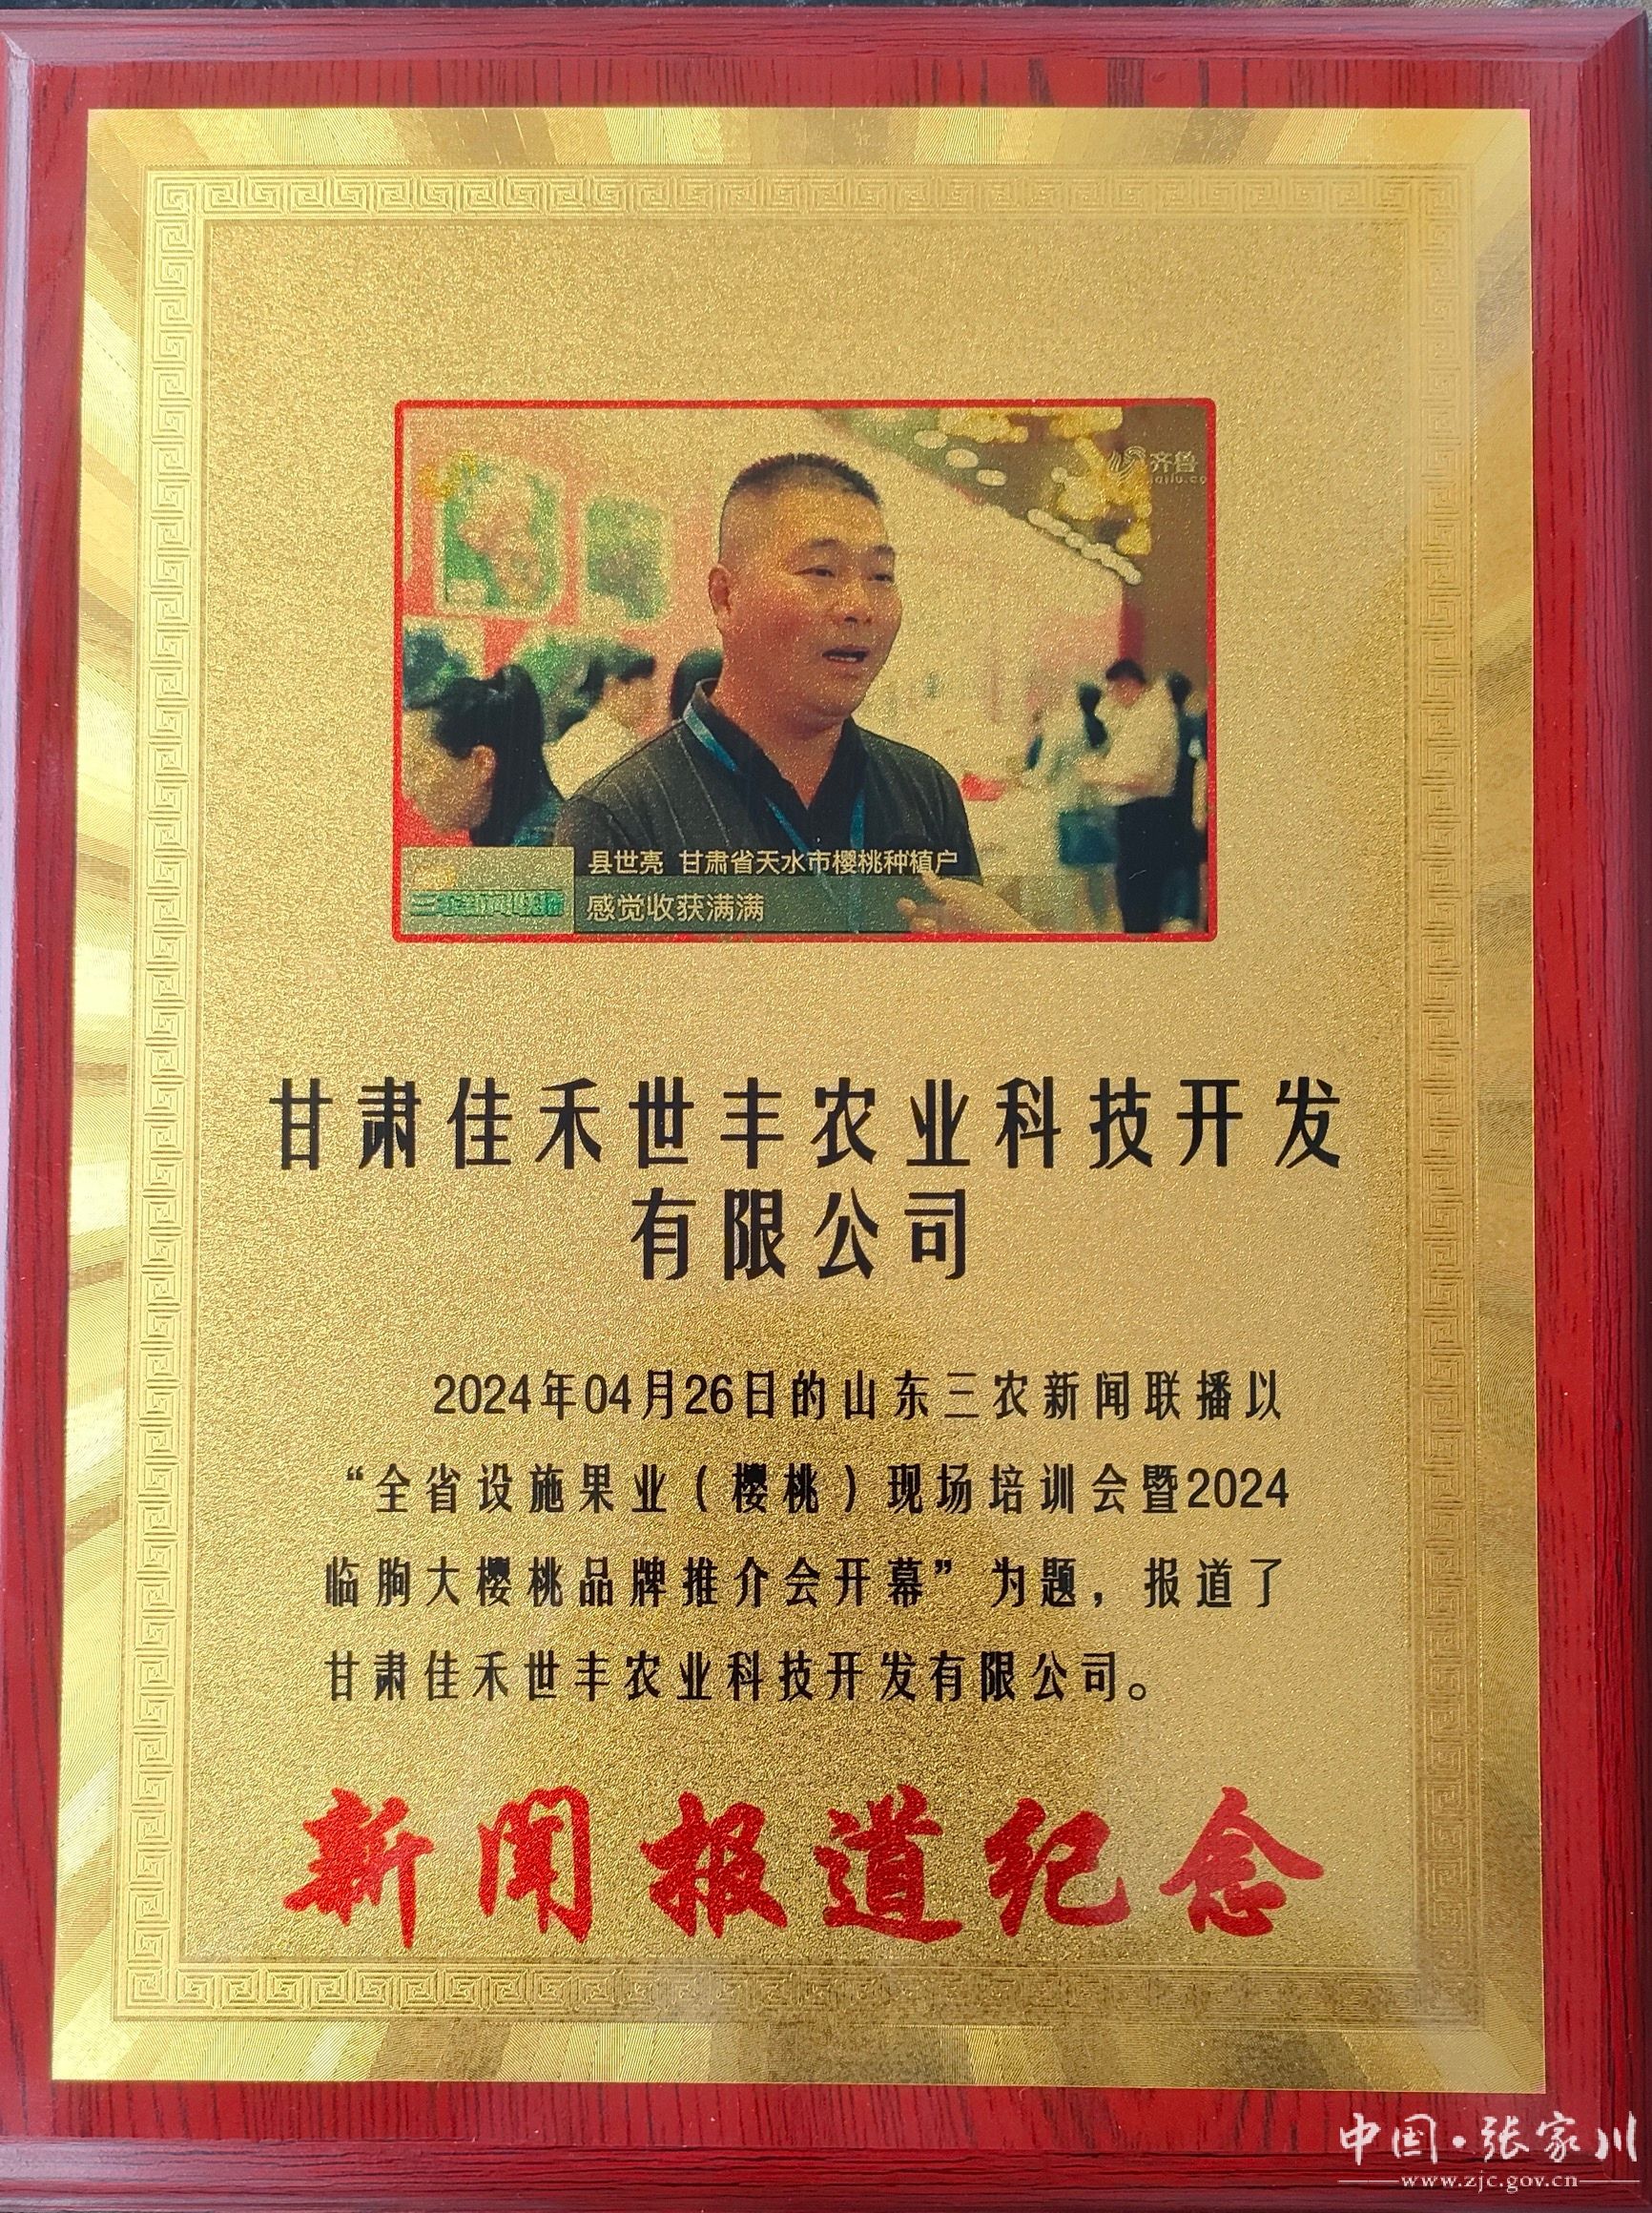 齐鲁
县世亮 甘肃省天水市樱桃种植户
感觉收获满满
甘肃佳禾世丰农业科技开发
有限公司
2024年04月26日的山东三农新闻联播以
“全省设施果业（樱桃）现场培训会暨2024
临朐大樱桃品牌推介会开幕”为题，报道了
甘肃佳禾世丰农业科技开发有限公司。
新闻报道纪念
中国·张家川
www.zjc.gov.cn